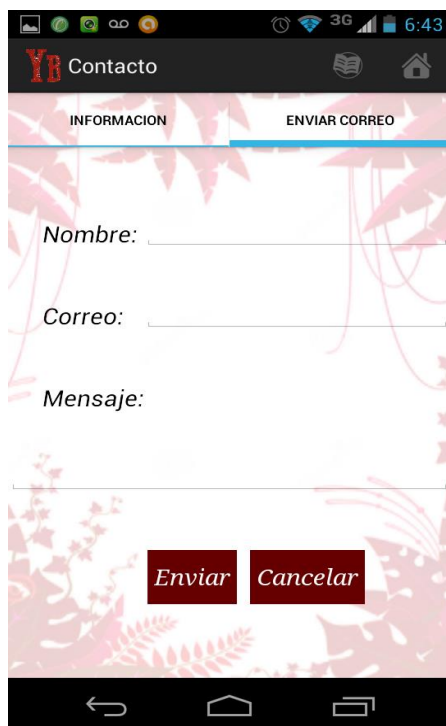 3G 6:43
YB Contacto
INFORMACION ENVIAR CORREO
Nombre:
Correo:
Mensaje:
Enviar Cancelar